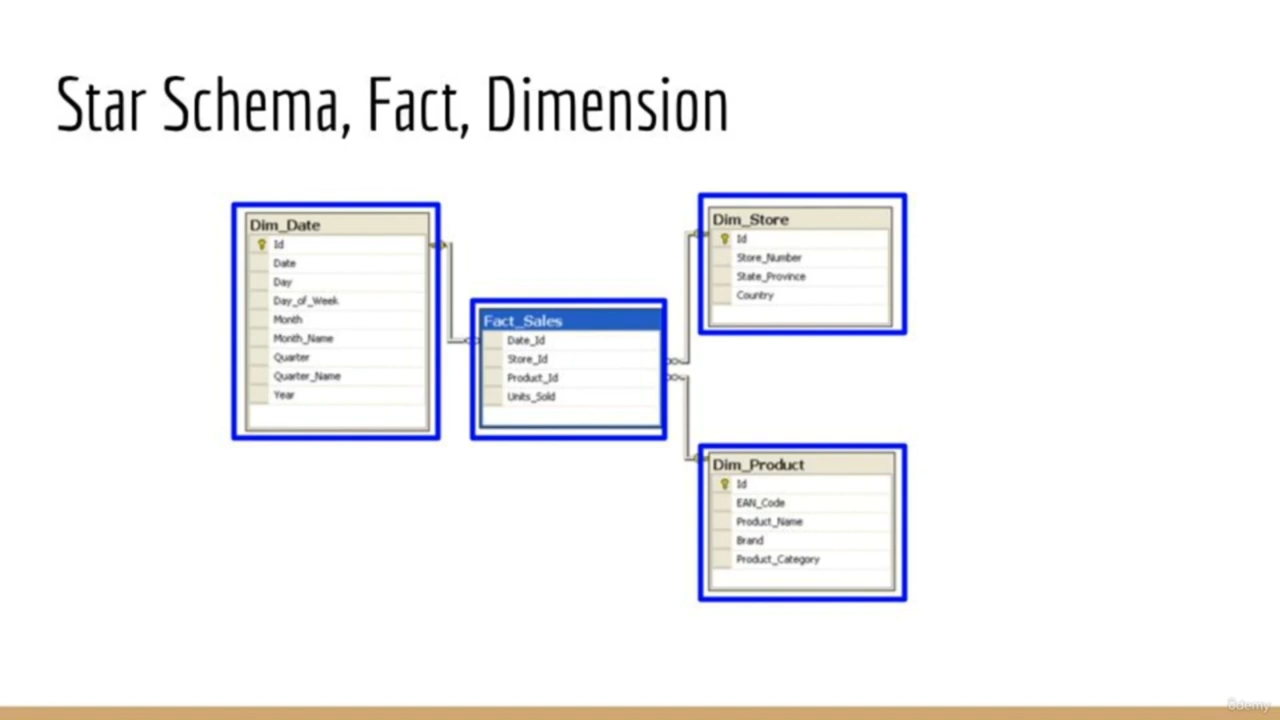 Star Schema, Fact, Dimension
Dim_Date
Id
Date
Day
Day_of_Week
Month
Month_Name
Quarter
Quarter_Name
Year
Fact_Sales
Date_Id
Store_Id
Product_Id
Units_Sold
Dim_Store
Id
Store_Number
State_Province
Country
Dim_Product
Id
EAN_Code
Product_Name
Brand
Product_Category
ûdemy